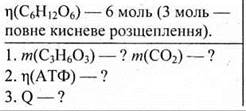 η(C₆H₁₂O₆) — 6 моль (3 моль —
повне кисневе розщеплення).
1. m(C₃H₆O₃) — ? m(CO₂) — ?
2. η(АТФ) — ?
3. Q — ?